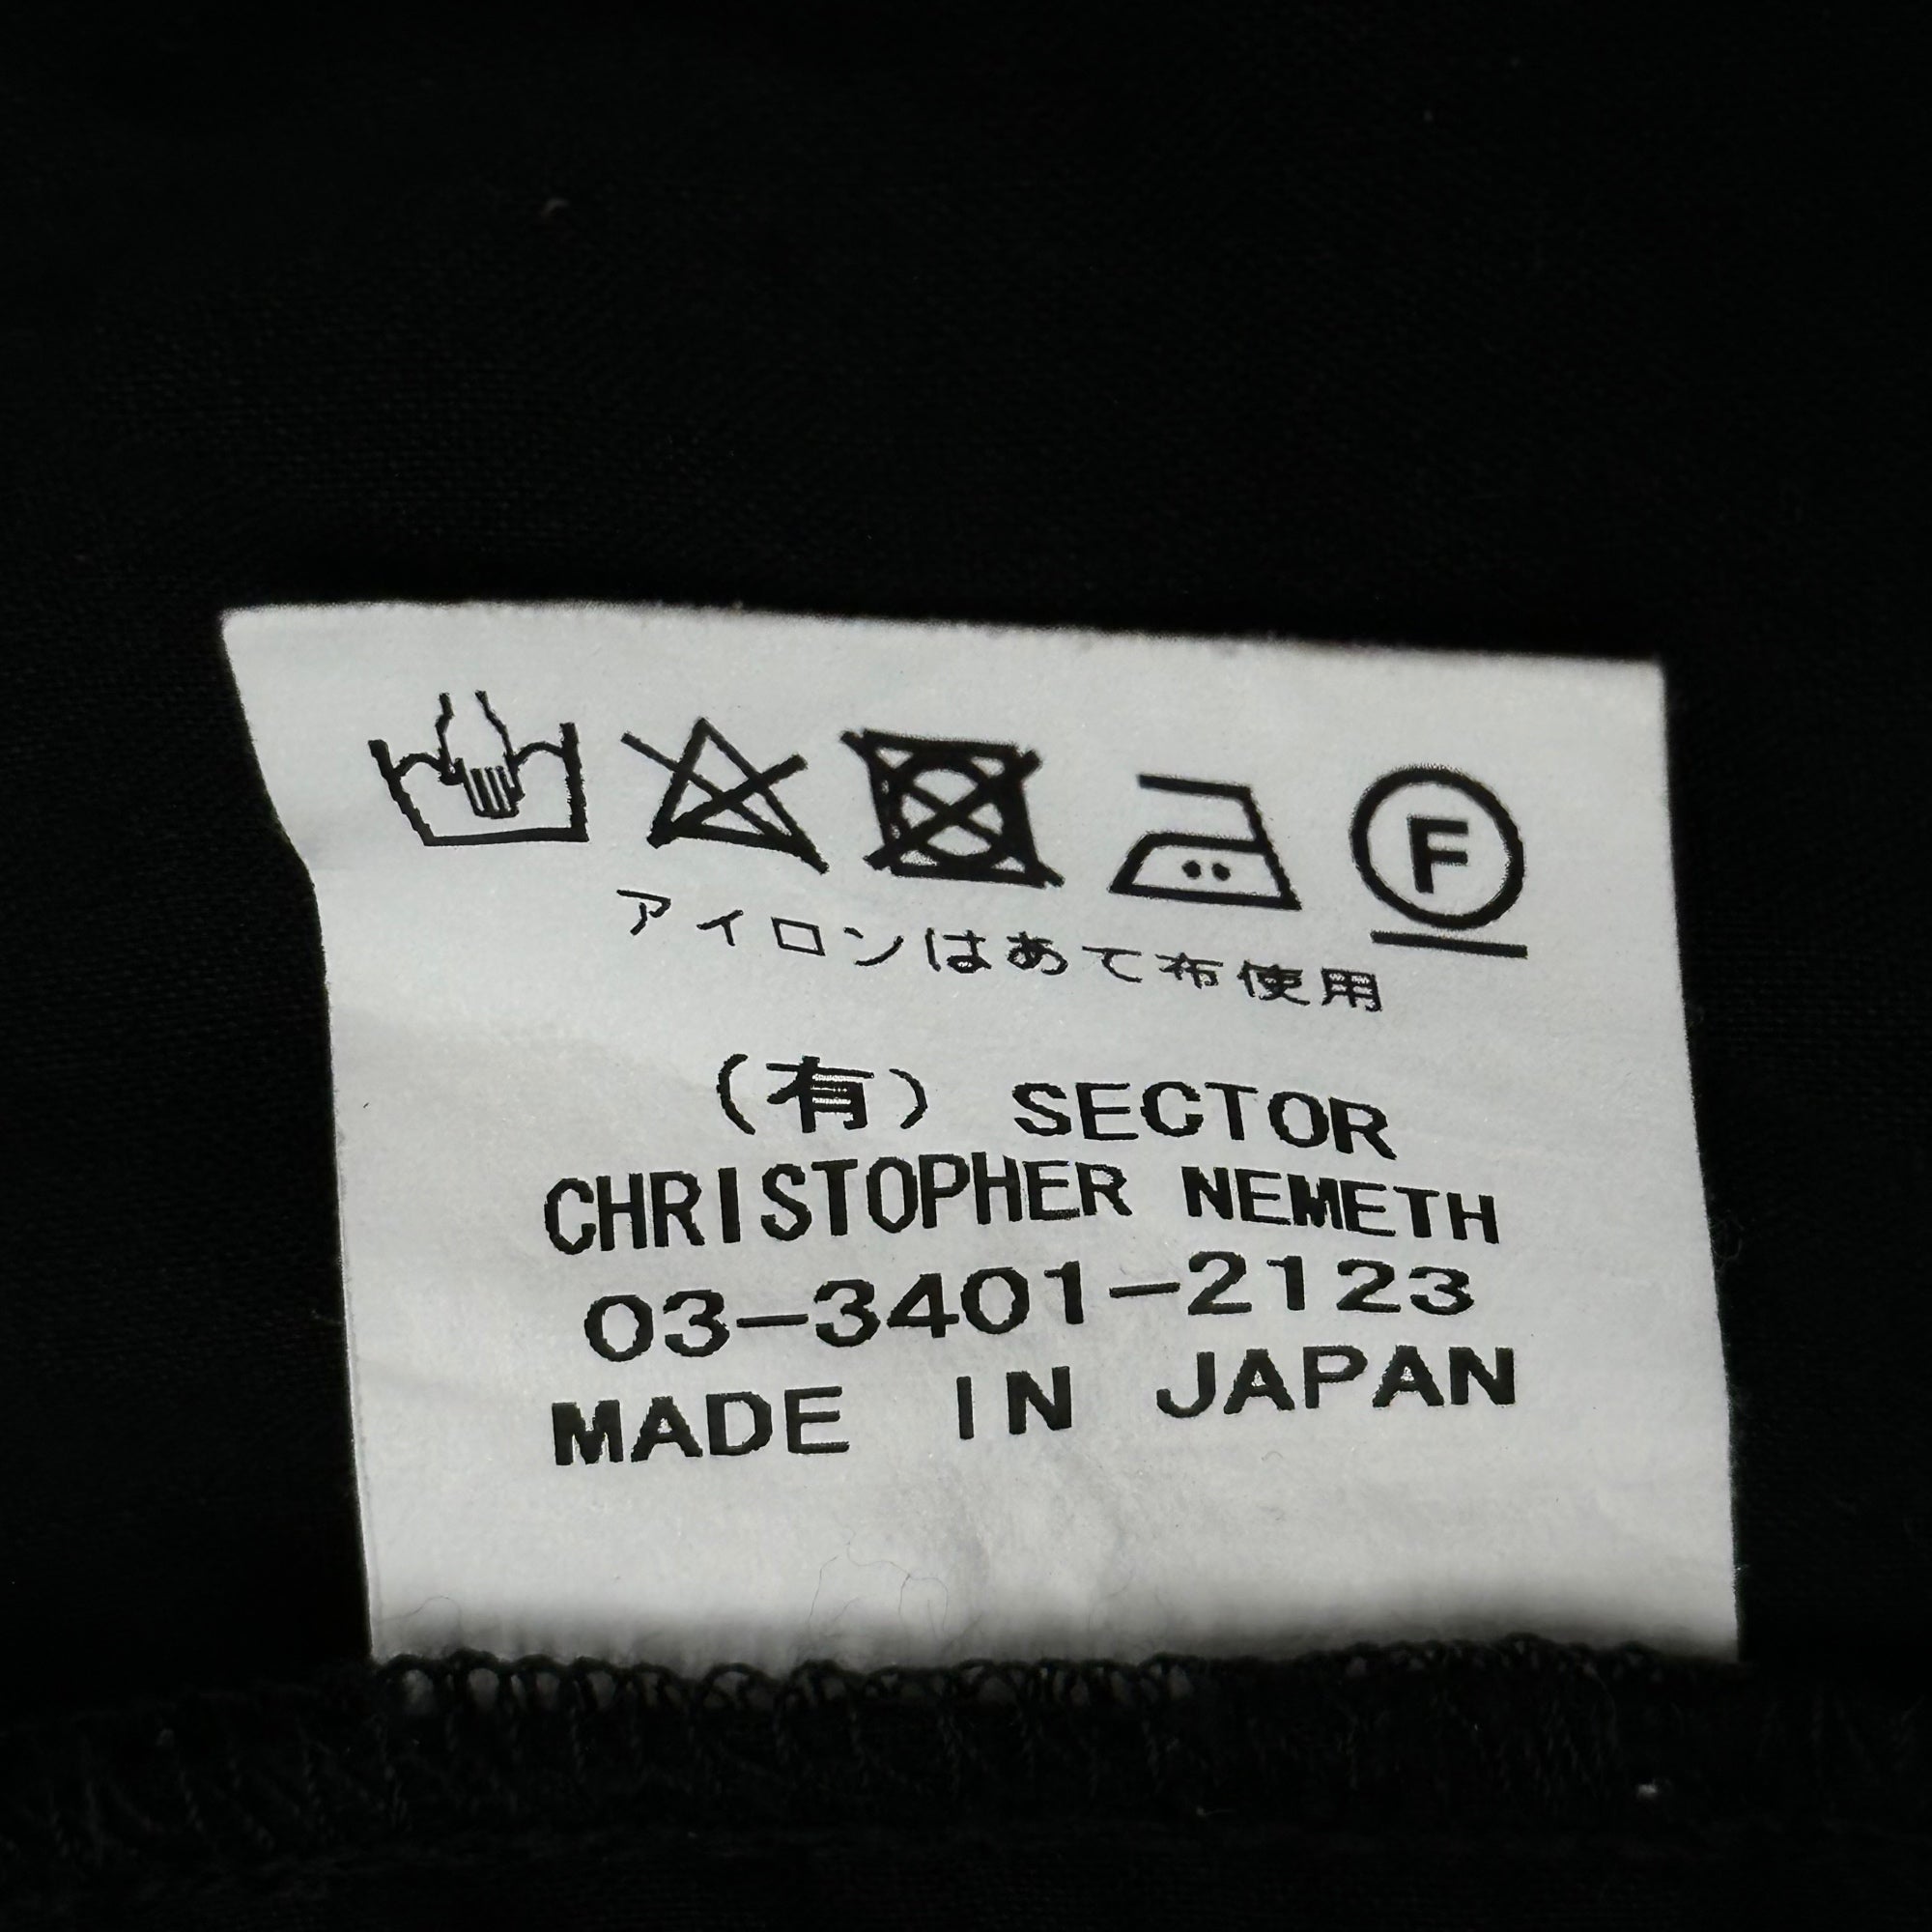 F
アイロンはあて布使用
(有) SECTOR
CHRISTOPHER NEMETH
03-3401-2123
MADE IN JAPAN